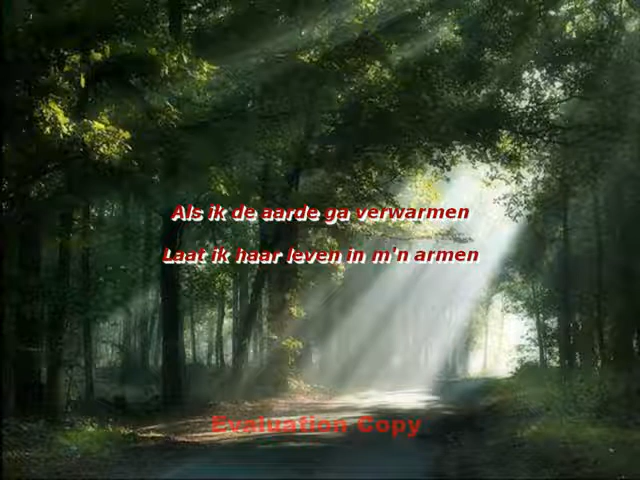 Als ik de aarde ga verwarmen
Laat ik haar leven in m'n armen
Evaluation Copy